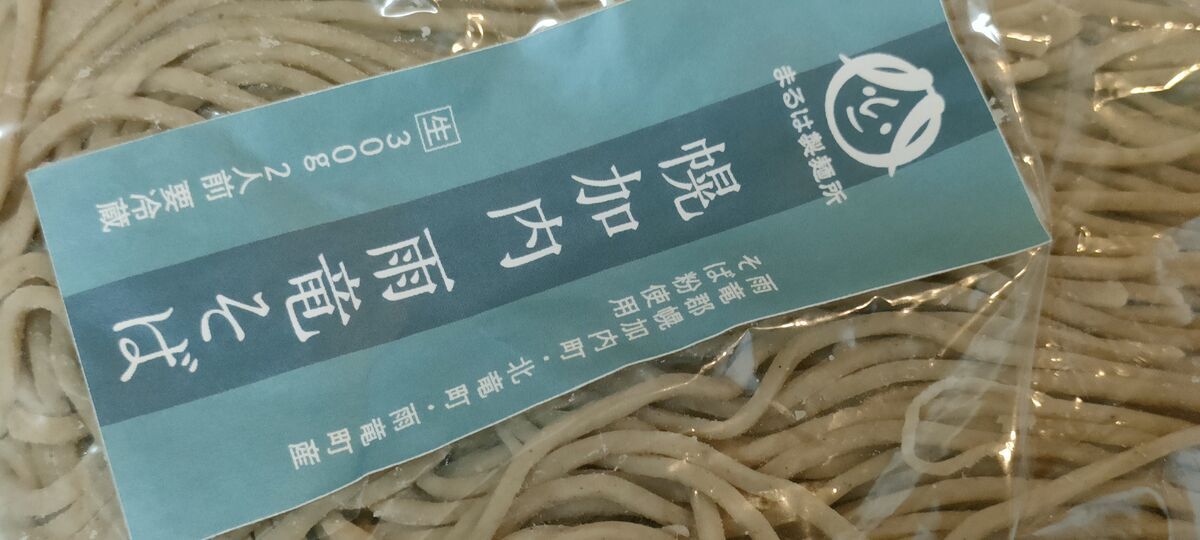 まるは製麺所
雨竜郡幌加内町・北竜町・雨竜町産
そば粉使用
幌加内 雨竜そば
生 300g 2人前 要冷蔵